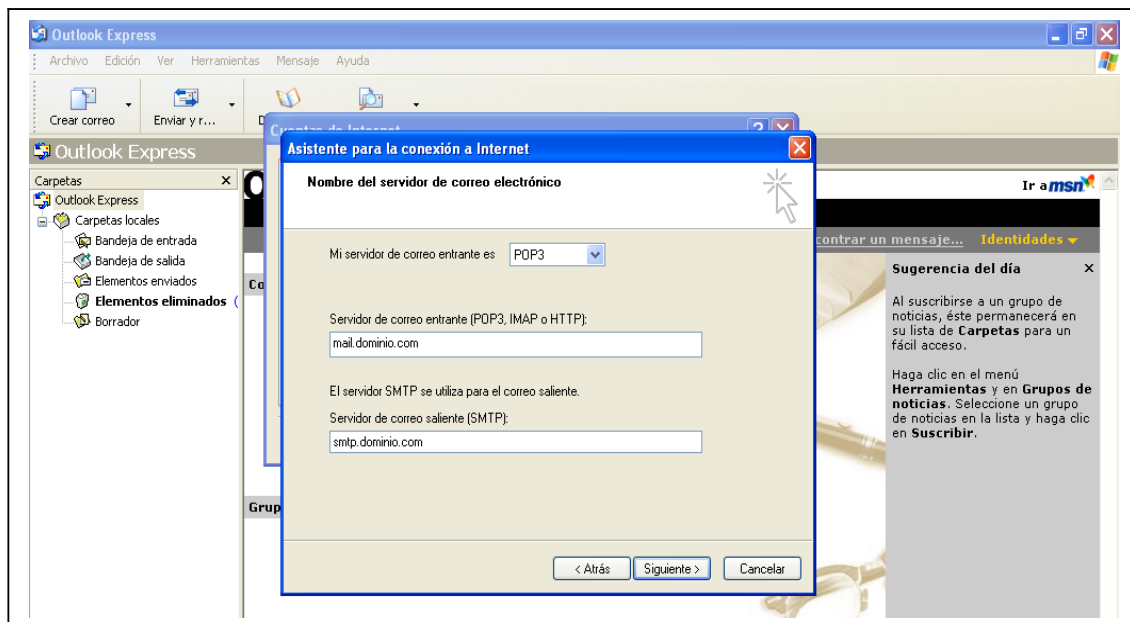 Outlook Express
Archivo Edición Ver Herramientas Mensaje Ayuda
Crear correo Enviar y r...
Cuentas de Internet
Outlook Express
Asistente para la conexión a Internet
Carpetas
Nombre del servidor de correo electrónico
Ir a msn
Outlook Express
Carpetas locales
Bandeja de entrada
Bandeja de salida
Elementos enviados
Elementos eliminados (
Borrador
mensaje... Identidades
Mi servidor de correo entrante es POP3
Servidor de correo entrante (POP3, IMAP o HTTP):
mail.dominio.com
El servidor SMTP se utiliza para el correo saliente.
Servidor de correo saliente (SMTP):
smtp.dominio.com
< Atrás Siguiente > Cancelar
Sugerencia del día
Al suscribirse a un grupo de
noticias, éste permanecerá en
su lista de Carpetas para un
fácil acceso.
Haga clic en el menú
Herramientas y en Grupos de
noticias. Seleccione un grupo
de noticias en la lista y haga clic
en Suscribir.